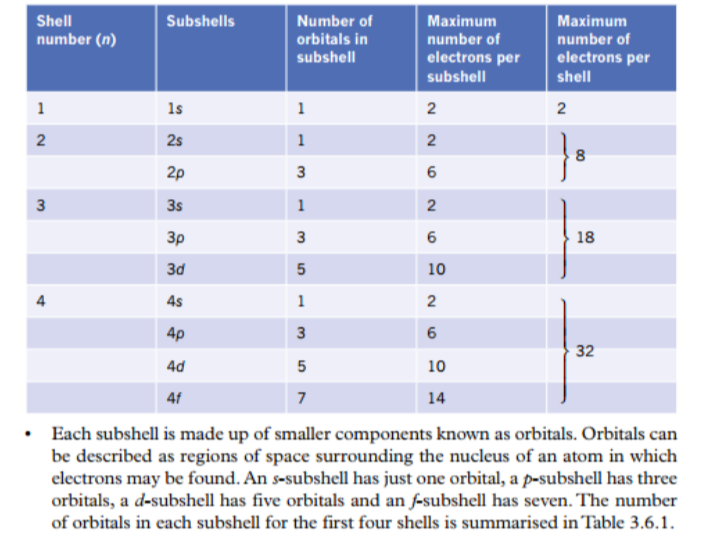 Shell number (n) Subshells Number of orbitals in subshell Maximum number of electrons per subshell Maximum number of electrons per shell
1 1s 1 2 2
2 2s 1 2 8
2p 3 6
3 3s 1 2 18
3p 3 6
3d 5 10
4 4s 1 2 32
4p 3 6
4d 5 10
4f 7 14
• Each subshell is made up of smaller components known as orbitals. Orbitals can
be described as regions of space surrounding the nucleus of an atom in which
electrons may be found. An s-subshell has just one orbital, a p-subshell has three
orbitals, a d-subshell has five orbitals and an f-subshell has seven. The number
of orbitals in each subshell for the first four shells is summarised in Table 3.6.1.